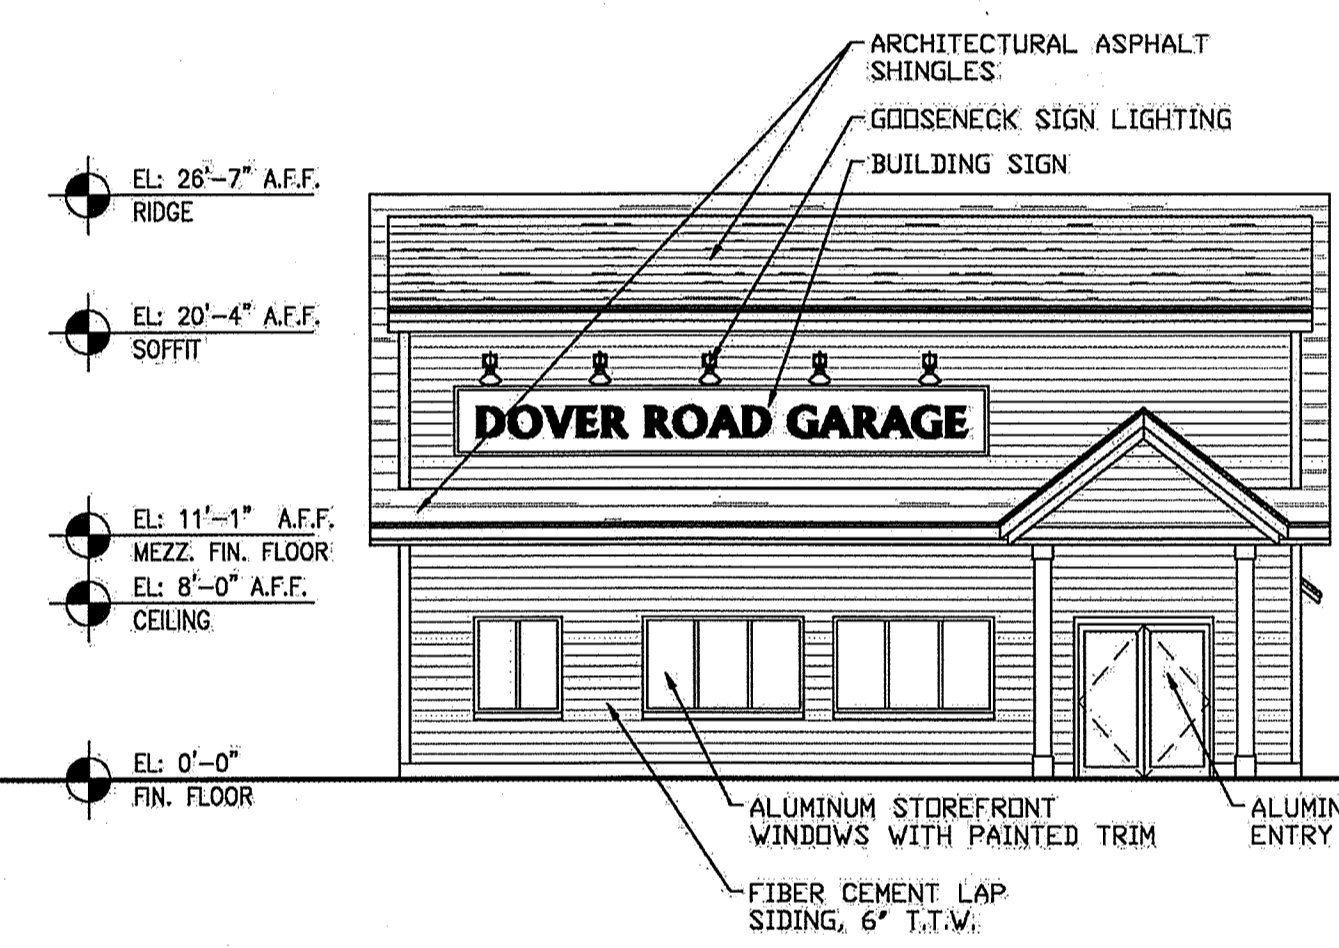 ARCHITECTURAL ASPHALT
SHINGLES
GOOSENECK SIGN LIGHTING
BUILDING SIGN
EL: 26'-7" A.F.F.
RIDGE
EL: 20'-4" A.F.F.
SOFFIT
DOVER ROAD GARAGE
EL: 11'-1" A.F.F.
MEZZ. FIN. FLOOR
EL: 8'-0" A.F.F.
CEILING
EL: 0'-0"
FIN. FLOOR
ALUMINUM STOREFRONT
WINDOWS WITH PAINTED TRIM
ALUMIN
ENTRY
FIBER CEMENT LAP
SIDING, 6" T.T.W.